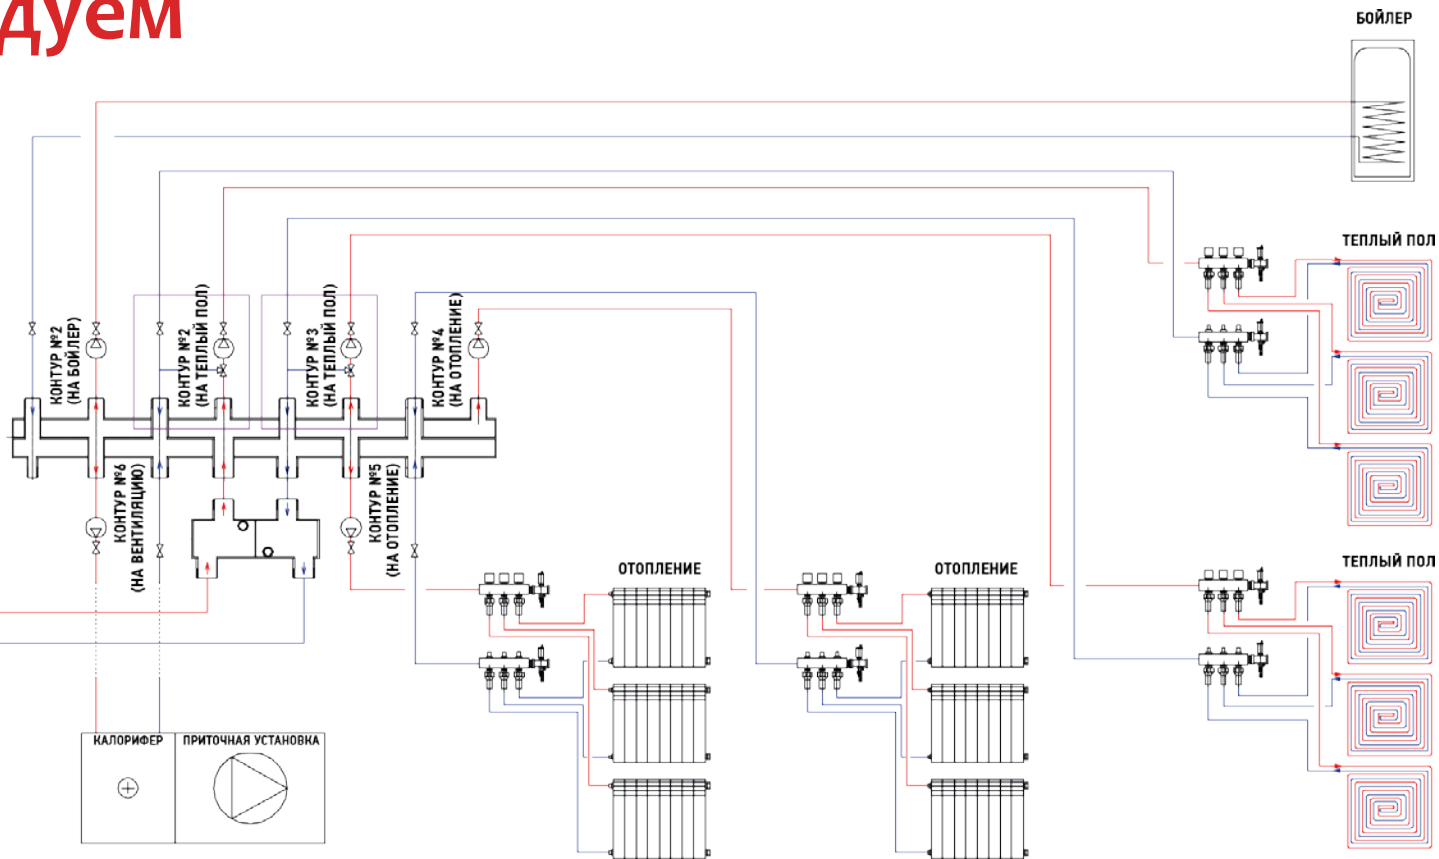 дуем
БОЙЛЕР
ТЕПЛЫЙ ПОЛ
КОНТУР №2
(НА БОЙЛЕР)
КОНТУР №2
(НА ТЕПЛЫЙ ПОЛ)
КОНТУР №3
(НА ТЕПЛЫЙ ПОЛ)
КОНТУР №4
(НА ОТОПЛЕНИЕ)
КОНТУР №6
(НА ВЕНТИЛЯЦИЮ)
КОНТУР №5
(НА ОТОПЛЕНИЕ)
ОТОПЛЕНИЕ
ОТОПЛЕНИЕ
ТЕПЛЫЙ ПОЛ
КАЛОРИФЕР
ПРИТОЧНАЯ УСТАНОВКА